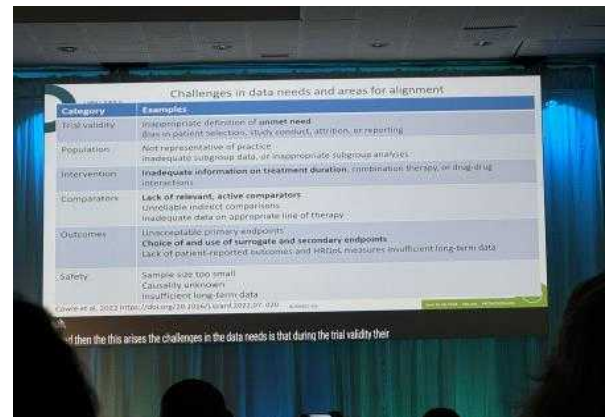 Challenges in data needs and areas for alignment
Category Examples
Trial validity Inappropriate definition of unmet need
Bias in patient selection, study conduct, attrition, or reporting
Population Not representative of practice
Inadequate subgroup data, or inappropriate subgroup analyses
Intervention Inadequate information on treatment duration, combination therapy, or drug-drug
interactions
Comparators Lack of relevant, active comparators
Unreliable indirect comparisons
Inadequate data on appropriate line of therapy
Outcomes Unacceptable primary endpoints
Choice of and use of surrogate and secondary endpoints
Lack of patient-reported outcomes and HRQoL measures insufficient long-term data
Safety Sample size too small
Causality unknown
Insufficient long-term data
Cowie et al, 2022
then the this arises the challenges in the data needs is that during the trial validity their